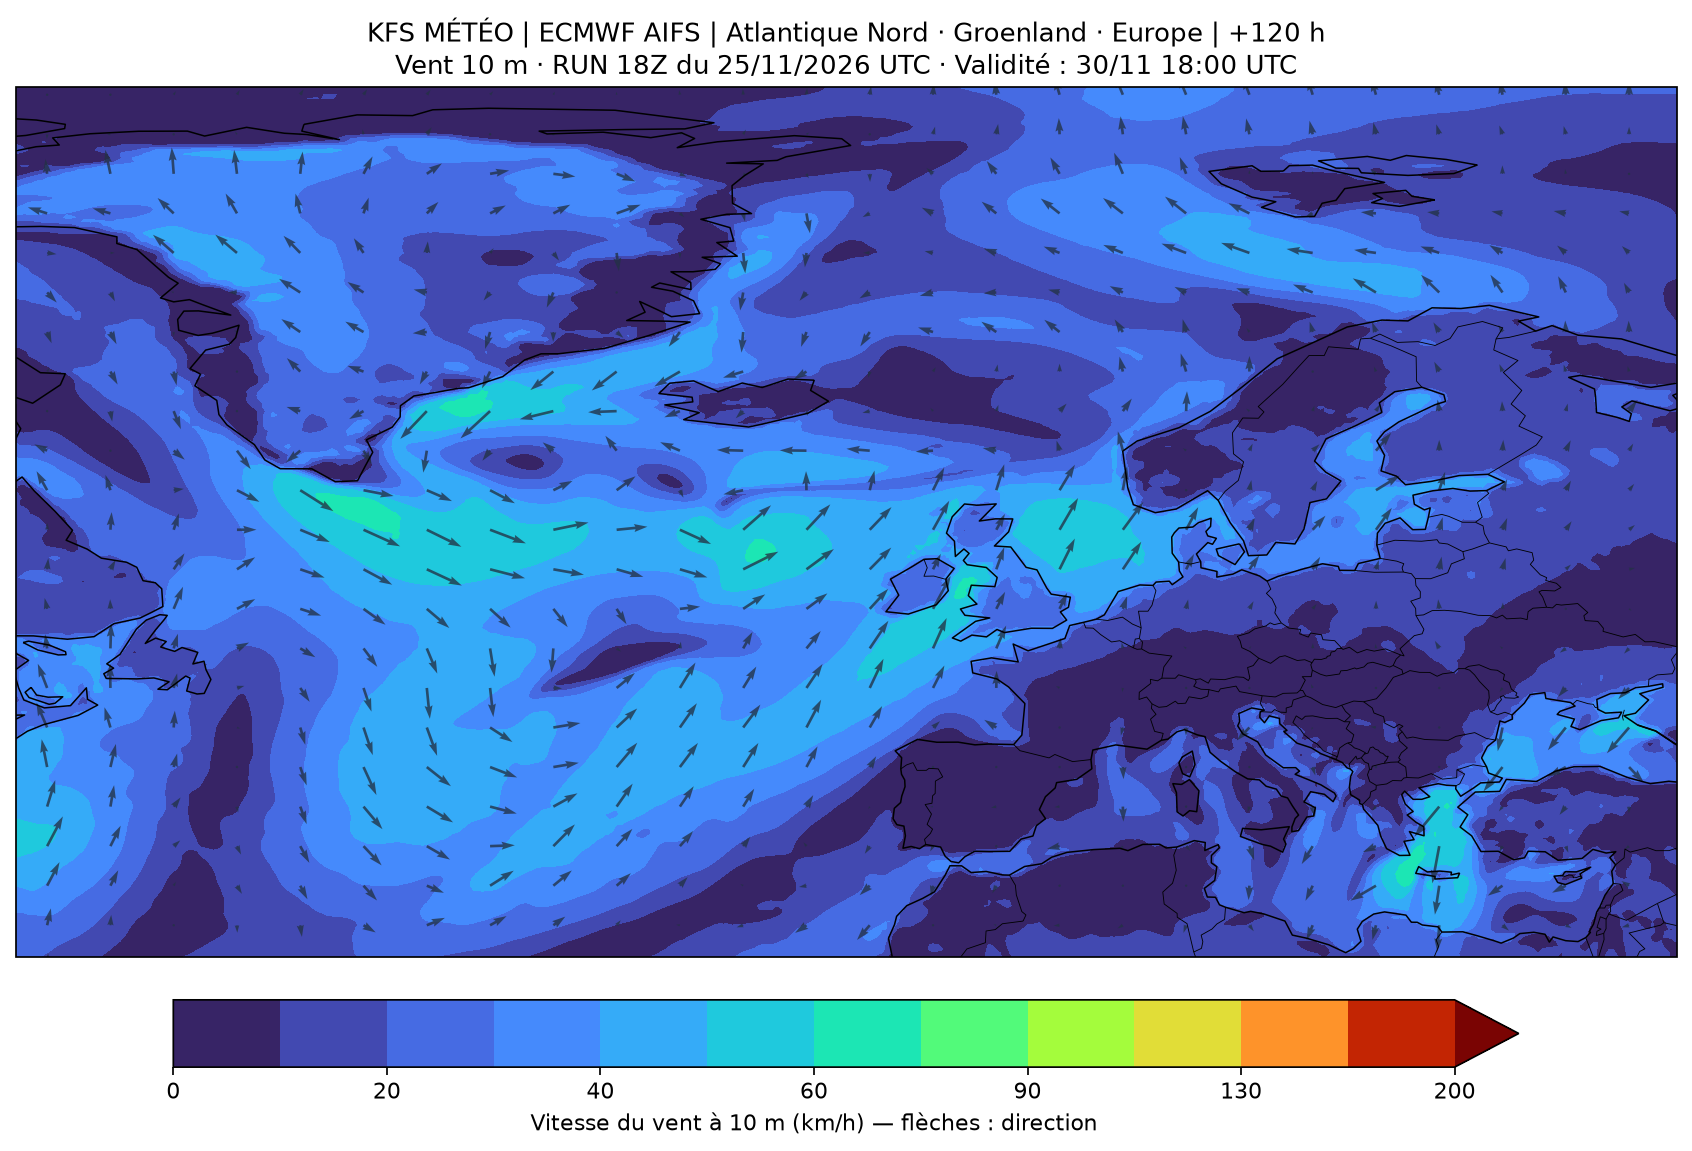 KFS MÉTÉO | ECMWF AIFS | Atlantique Nord · Groenland · Europe | +120 h
Vent 10 m · RUN 18Z du 25/11/2026 UTC · Validité : 30/11 18:00 UTC
0 20 40 60 90 130 200
Vitesse du vent à 10 m (km/h) — flèches : direction